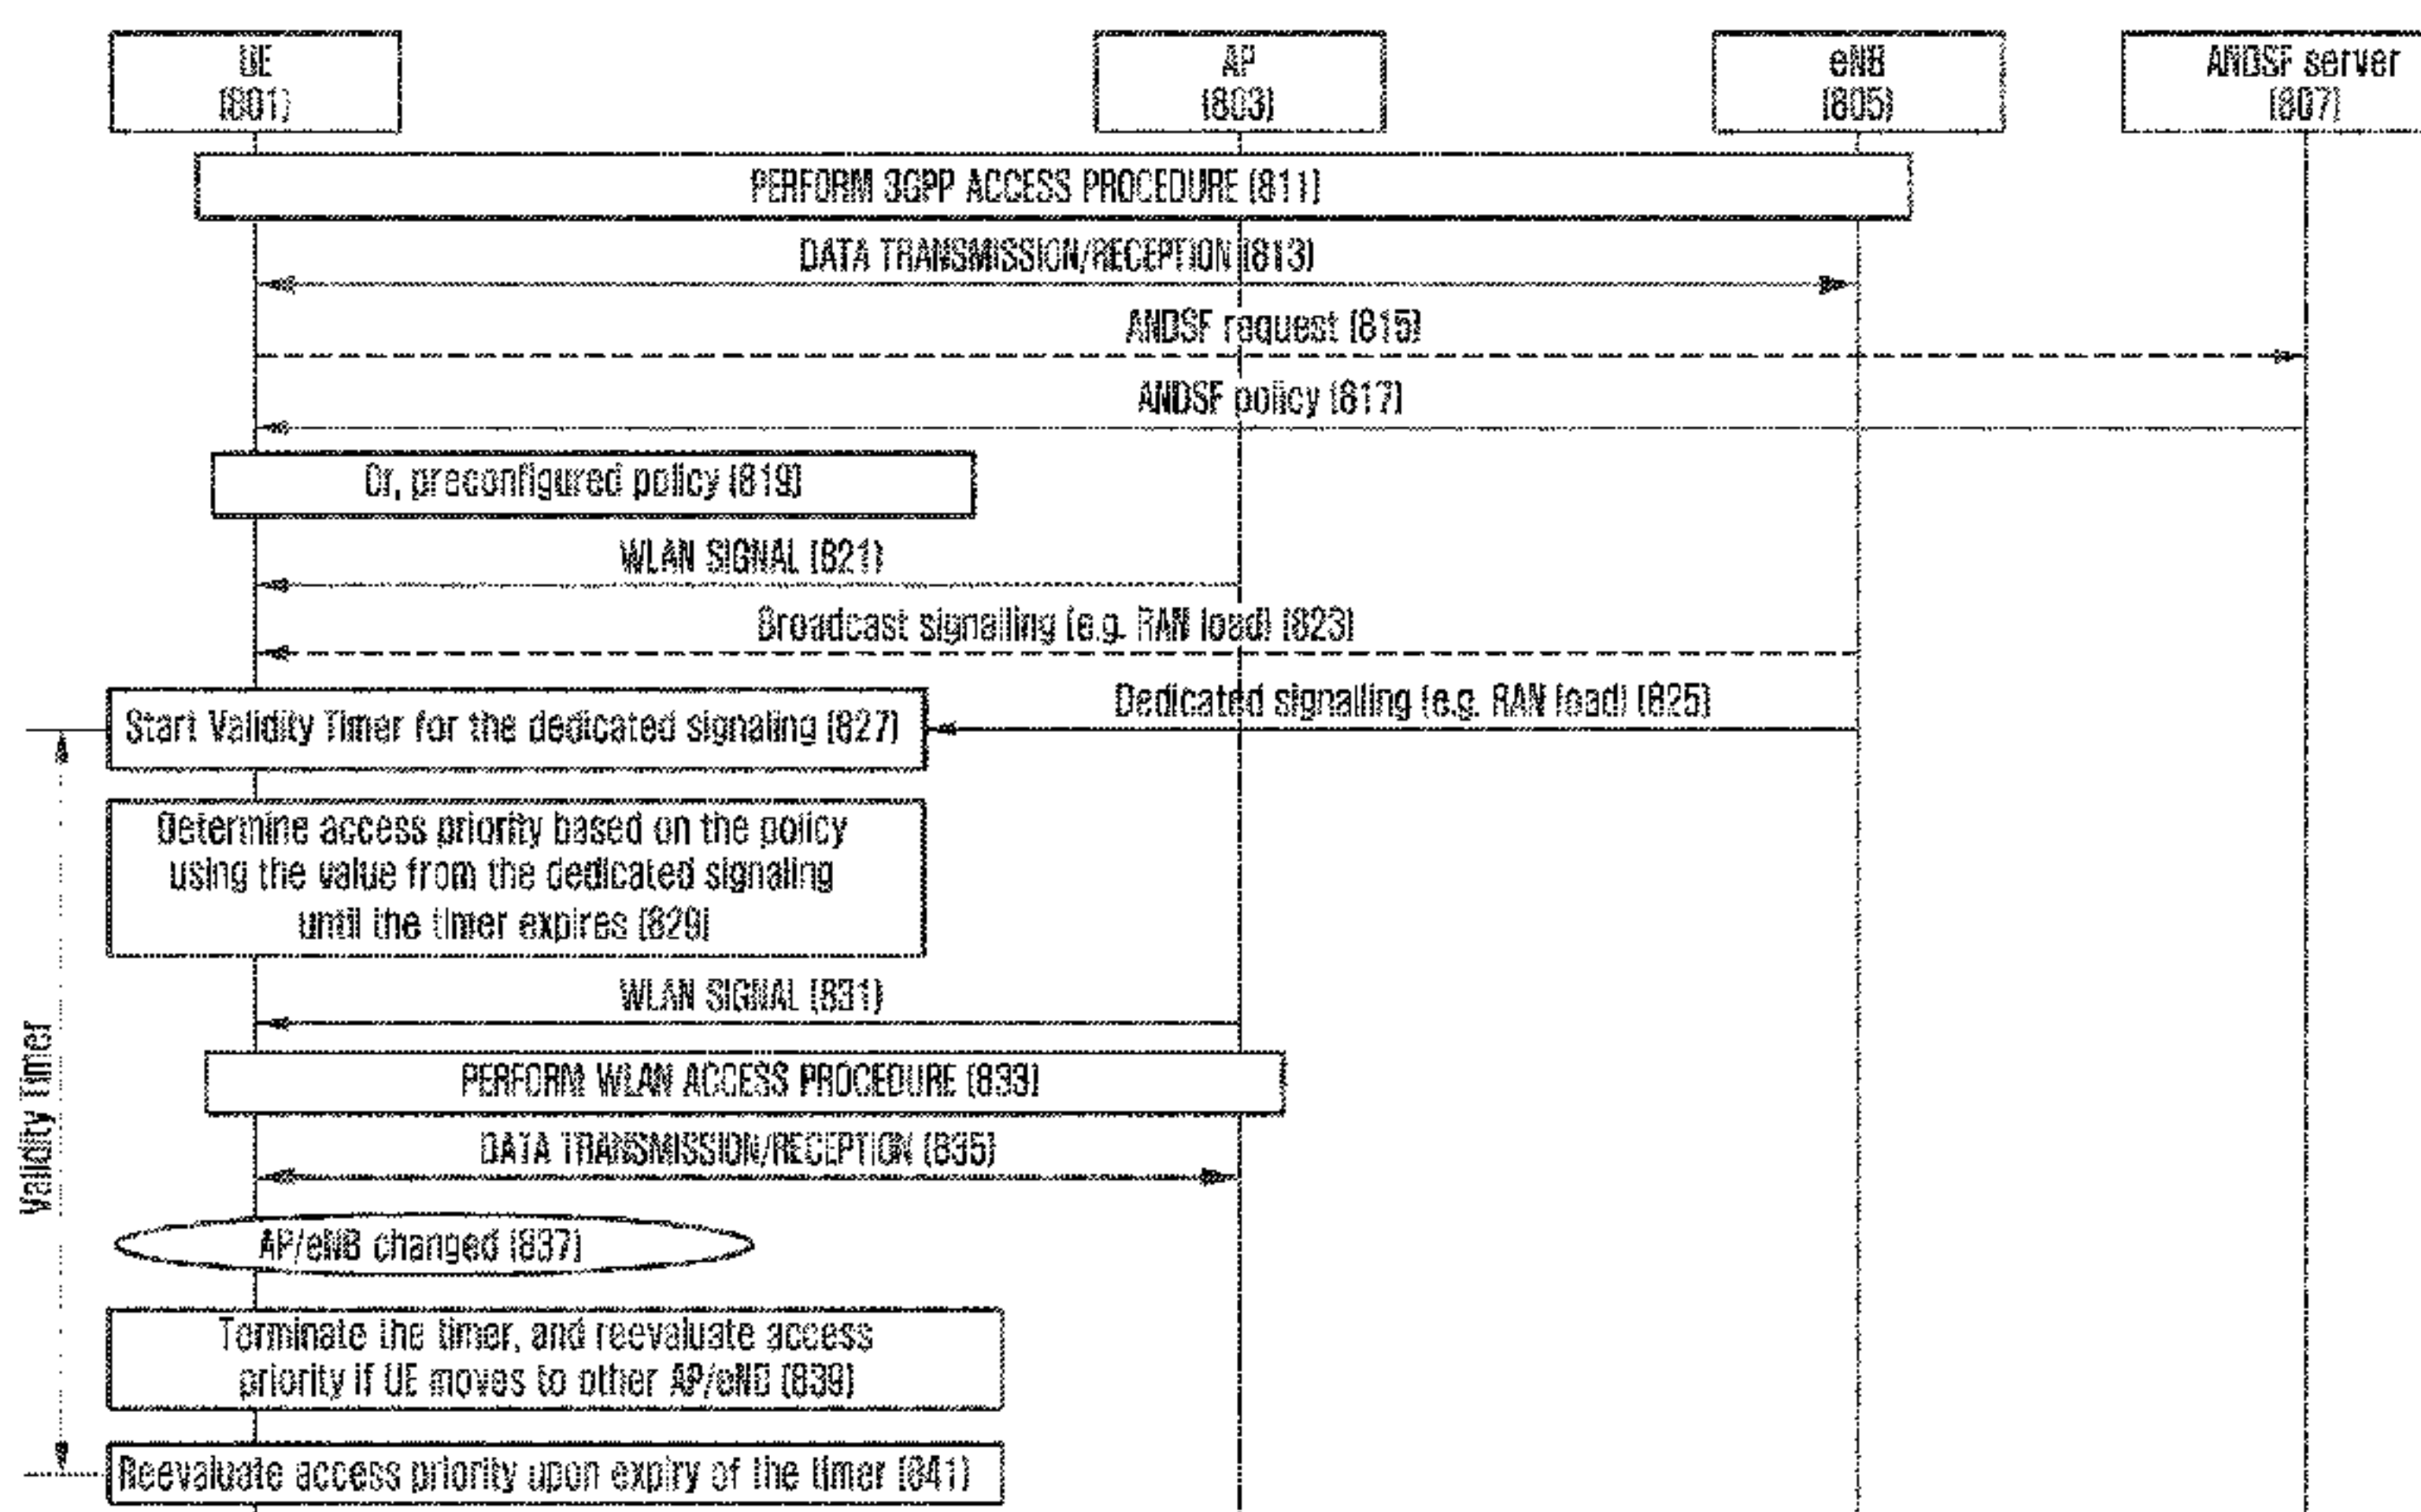 UE
(801)
AP
(803)
eNB
(805)
ANDSF server
(807)
PERFORM 3GPP ACCESS PROCEDURE (811)
DATA TRANSMISSION/RECEPTION (813)
ANDSF request (815)
ANDSF policy (817)
Or, preconfigured policy (819)
WLAN SIGNAL (821)
Broadcast signalling (e.g. RAN load) (823)
Dedicated signalling (e.g. RAN load) (825)
Start Validity Timer for the dedicated signaling (827)
Determine access priority based on the policy
using the value from the dedicated signaling
until the timer expires (829)
WLAN SIGNAL (831)
PERFORM WLAN ACCESS PROCEDURE (833)
DATA TRANSMISSION/RECEPTION (835)
Validity Timer
AP/eNB changed (837)
Terminate the timer, and reevaluate access
priority if UE moves to other AP/eNB (839)
Reevaluate access priority upon expiry of the timer (841)